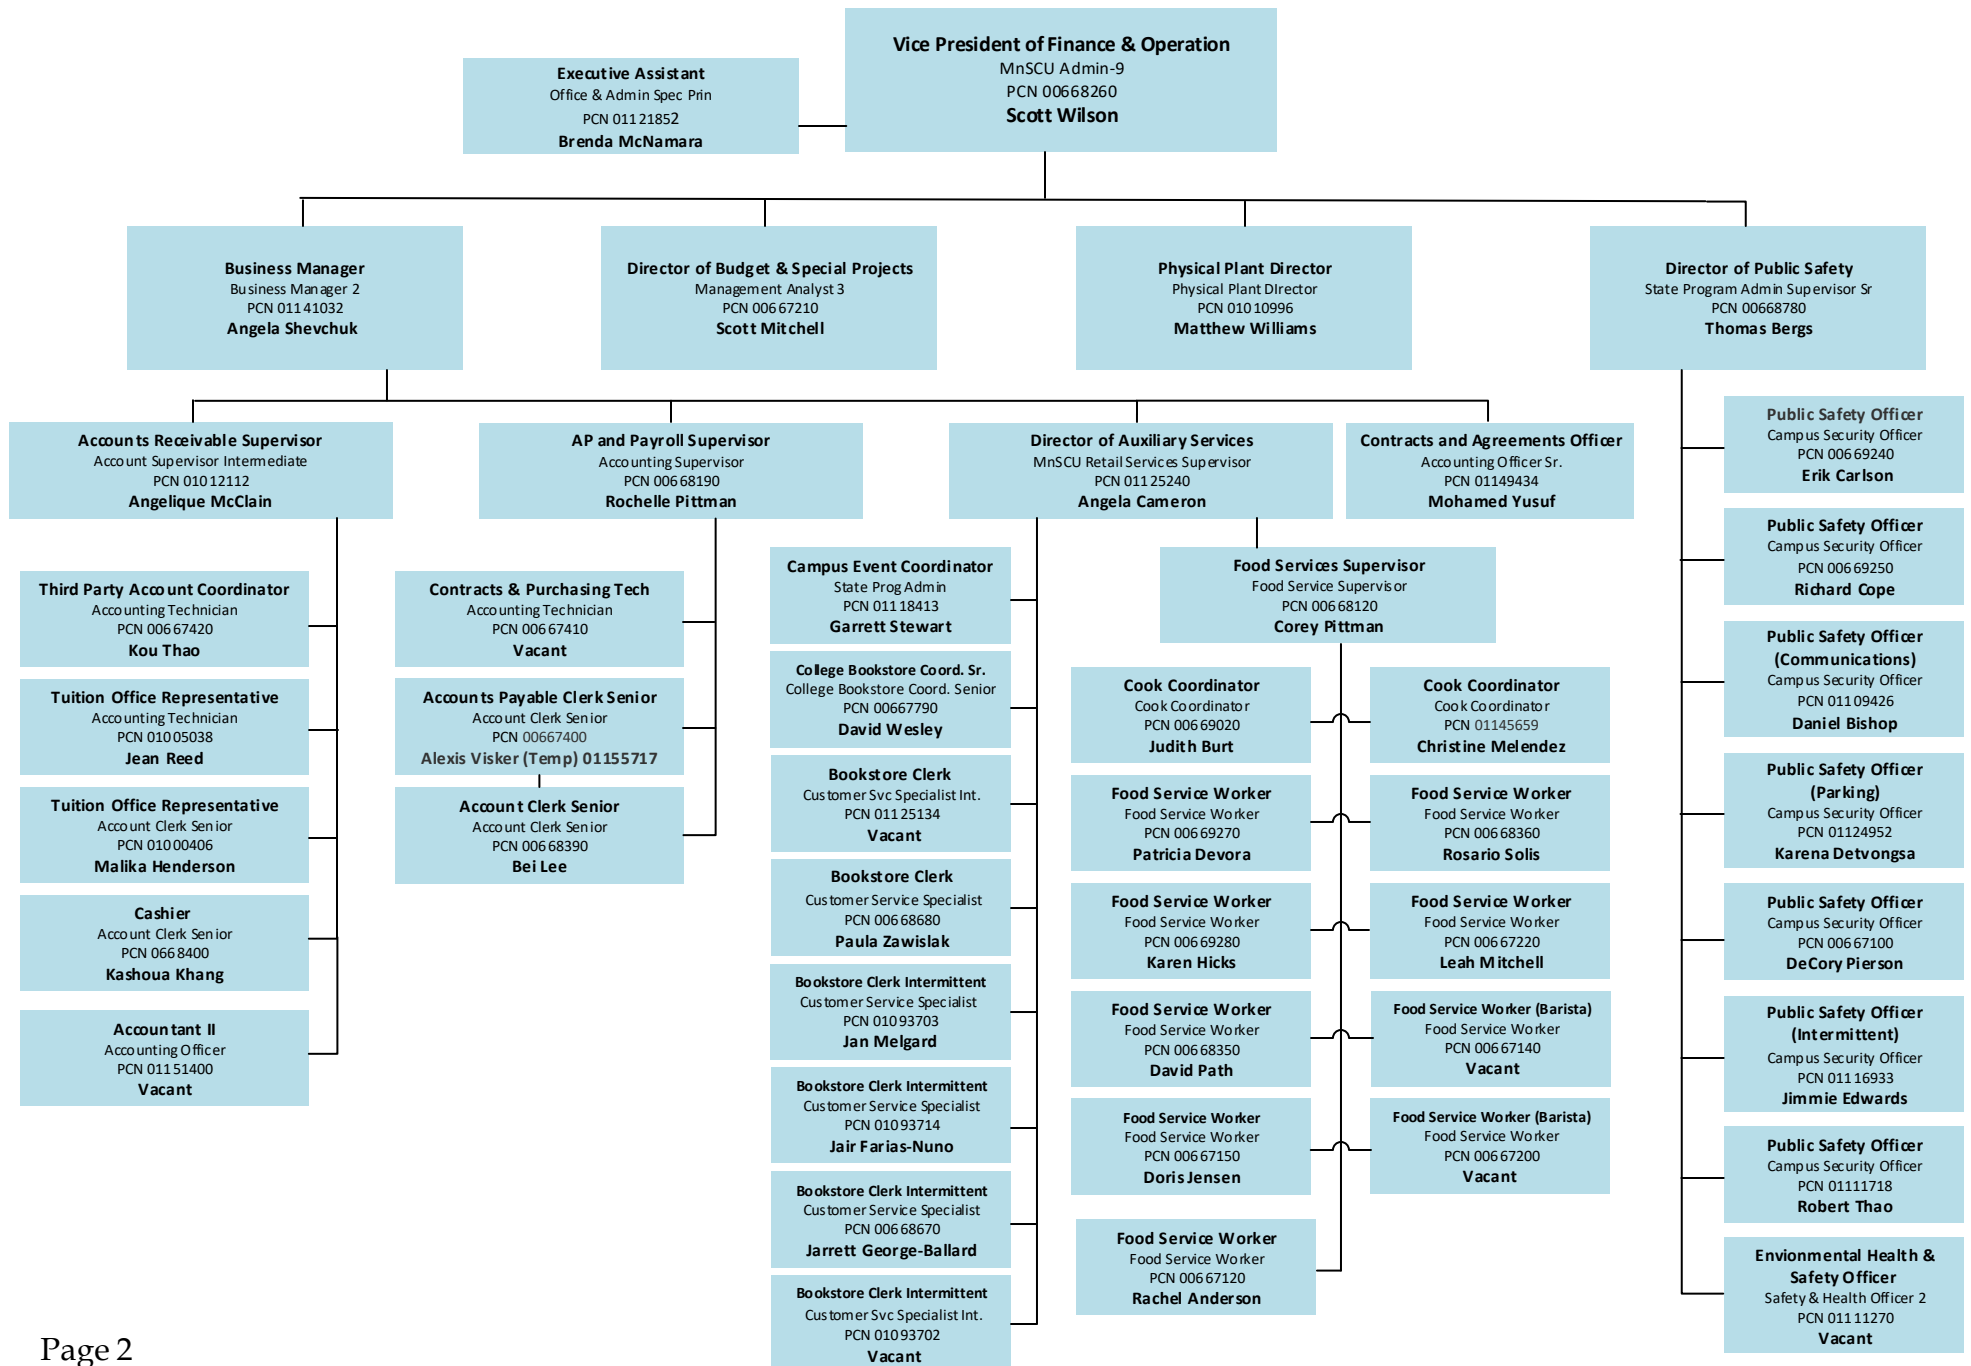 Vice President of Finance & Operation
MnSCU Admin-9
PCN 00668260
Scott Wilson
Executive Assistant
Office & Admin Spec Prin
PCN 01121852
Brenda McNamara
Business Manager
Business Manager 2
PCN 01141032
Angela Shevchuk
Director of Budget & Special Projects
Management Analyst 3
PCN 00667210
Scott Mitchell
Physical Plant Director
Physical Plant DIrector
PCN 01010996
Matthew Williams
Director of Public Safety
State Program Admin Supervisor Sr
PCN 00668780
Thomas Bergs
Accounts Receivable Supervisor
Account Supervisor Intermediate
PCN 01012112
Angelique McClain
AP and Payroll Supervisor
Accounting Supervisor
PCN 00668190
Rochelle Pittman
Director of Auxiliary Services
MnSCU Retail Services Supervisor
PCN 01125240
Angela Cameron
Contracts and Agreements Officer
Accounting Officer Sr.
PCN 01149434
Mohamed Yusuf
Third Party Account Coordinator
Accounting Technician
PCN 00667420
Kou Thao
Tuition Office Representative
Accounting Technician
PCN 01005038
Jean Reed
Tuition Office Representative
Account Clerk Senior
PCN 01000406
Malika Henderson
Cashier
Account Clerk Senior
PCN 0668400
Kashoua Khang
Accountant II
Accounting Officer
PCN 01151400
Vacant
Contracts & Purchasing Tech
Accounting Technician
PCN 00667410
Vacant
Accounts Payable Clerk Senior
Account Clerk Senior
PCN 00667400
Alexis Visker (Temp) 01155717
Account Clerk Senior
Account Clerk Senior
PCN 00668390
Bei Lee
Campus Event Coordinator
State Prog Admin
PCN 01118413
Garrett Stewart
College Bookstore Coord. Sr.
College Bookstore Coord. Senior
PCN 00667790
David Wesley
Bookstore Clerk
Customer Svc Specialist Int.
PCN 01125134
Vacant
Bookstore Clerk
Customer Service Specialist
PCN 00668680
Paula Zawislak
Bookstore Clerk Intermittent
Customer Service Specialist
PCN 01093703
Jan Melgard
Bookstore Clerk Intermittent
Customer Service Specialist
PCN 01093714
Jair Farias-Nuno
Bookstore Clerk Intermittent
Customer Service Specialist
PCN 00668670
Jarrett George-Ballard
Bookstore Clerk Intermittent
Customer Svc Specialist Int.
PCN 01093702
Vacant
Food Services Supervisor
Food Service Supervisor
PCN 00668120
Corey Pittman
Cook Coordinator
Cook Coordinator
PCN 00669020
Judith Burt
Cook Coordinator
Cook Coordinator
PCN 01145659
Christine Melendez
Food Service Worker
Food Service Worker
PCN 00669270
Patricia Devora
Food Service Worker
Food Service Worker
PCN 00668360
Rosario Solis
Food Service Worker
Food Service Worker
PCN 00669280
Karen Hicks
Food Service Worker
Food Service Worker
PCN 00667220
Leah Mitchell
Food Service Worker
Food Service Worker
PCN 00668350
David Path
Food Service Worker (Barista)
Food Service Worker
PCN 00667140
Vacant
Food Service Worker
Food Service Worker
PCN 00667150
Doris Jensen
Food Service Worker (Barista)
Food Service Worker
PCN 00667200
Vacant
Food Service Worker
Food Service Worker
PCN 00667120
Rachel Anderson
Public Safety Officer
Campus Security Officer
PCN 00669240
Erik Carlson
Public Safety Officer
Campus Security Officer
PCN 00669250
Richard Cope
Public Safety Officer
(Communications)
Campus Security Officer
PCN 01109426
Daniel Bishop
Public Safety Officer
(Parking)
Campus Security Officer
PCN 01124952
Karena Detvongsa
Public Safety Officer
Campus Security Officer
PCN 00667100
DeCory Pierson
Public Safety Officer
(Intermittent)
Campus Security Officer
PCN 01116933
Jimmie Edwards
Public Safety Officer
Campus Security Officer
PCN 01111718
Robert Thao
Envionmental Health &
Safety Officer
Safety & Health Officer 2
PCN 01111270
Vacant
Page 2